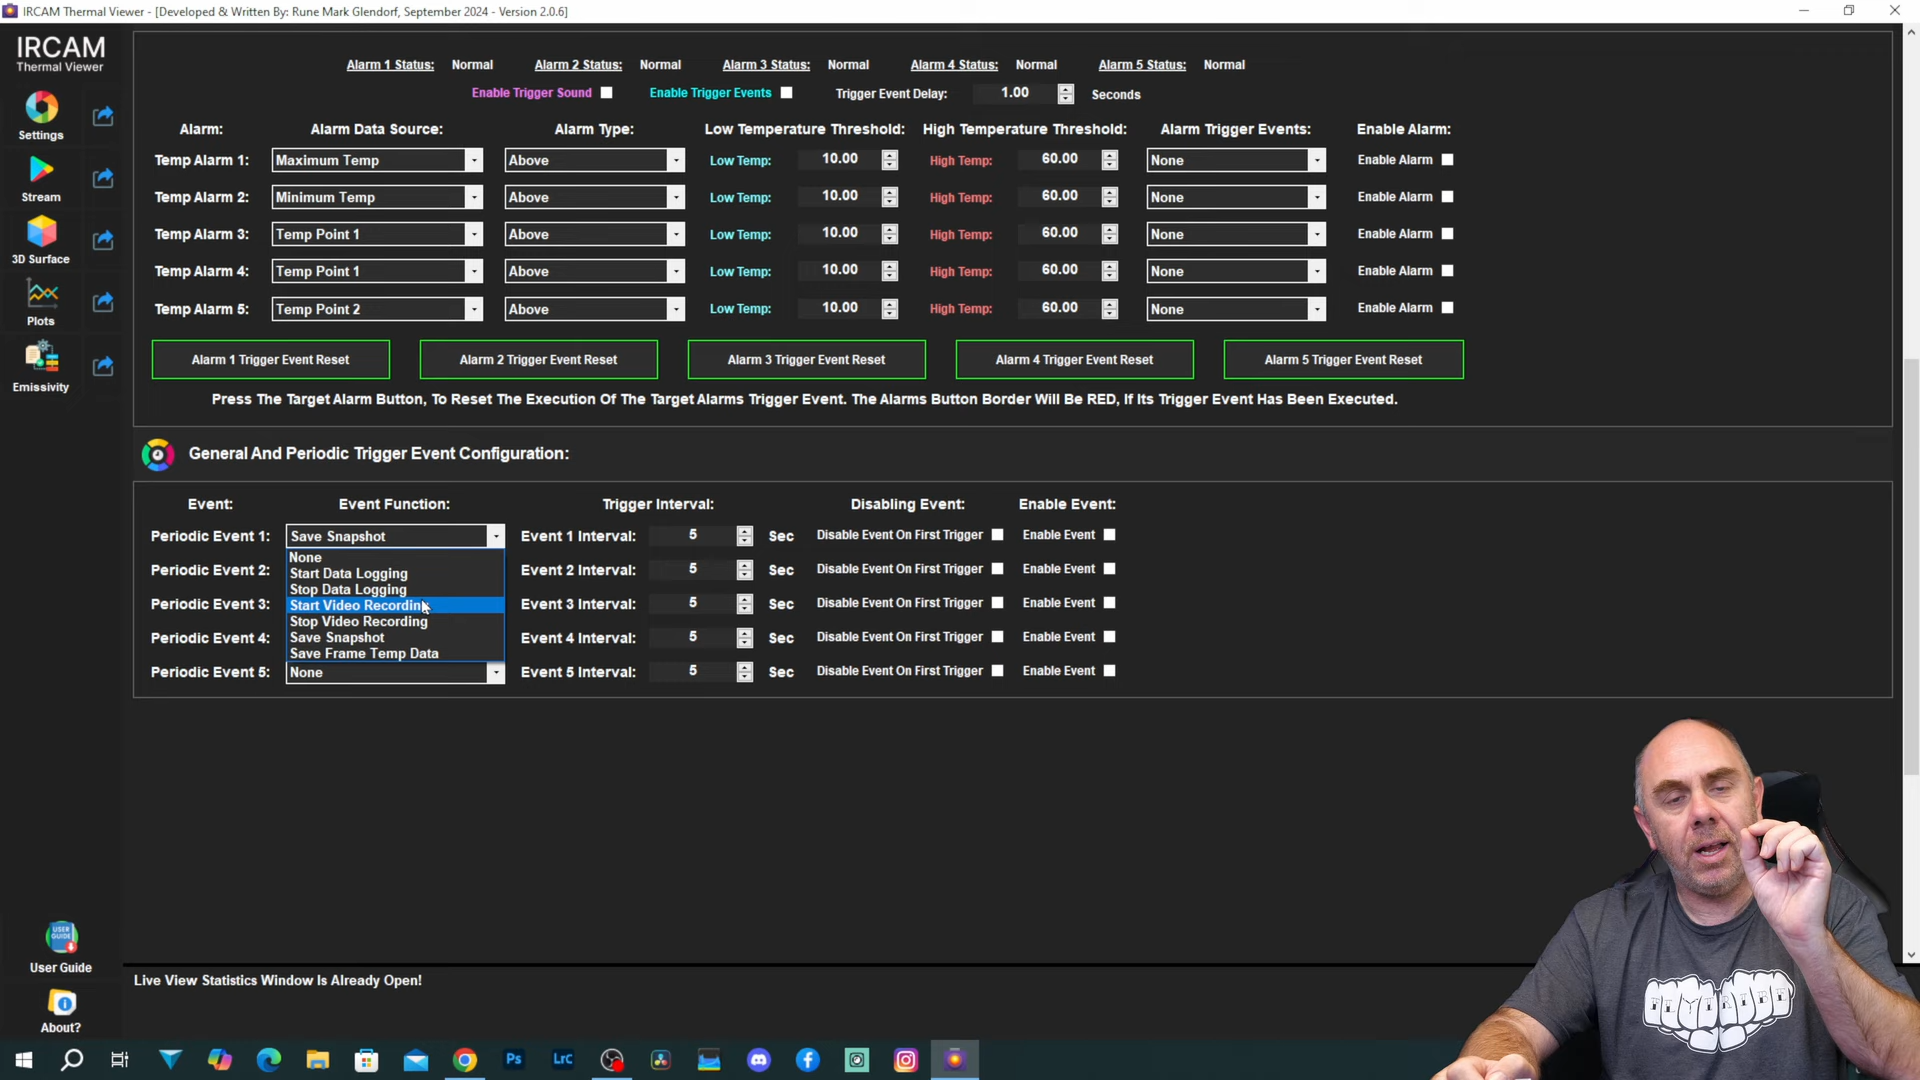 IRCAM Thermal Viewer - [Developed & Written By: Rune Mark Glendorf, September 2024 - Version 2.0.6]
IRCAM
Thermal Viewer
Settings
Stream
3D Surface
Plots
Emissivity
User Guide
About?
Alarm 1 Status: Normal Alarm 2 Status: Normal Alarm 3 Status: Normal Alarm 4 Status: Normal Alarm 5 Status: Normal
Enable Trigger Sound Enable Trigger Events Trigger Event Delay: 1.00 Seconds
Alarm: Alarm Data Source: Alarm Type: Low Temperature Threshold: High Temperature Threshold: Alarm Trigger Events: Enable Alarm:
Temp Alarm 1: Maximum Temp Above Low Temp: 10.00 High Temp: 60.00 None Enable Alarm
Temp Alarm 2: Minimum Temp Above Low Temp: 10.00 High Temp: 60.00 None Enable Alarm
Temp Alarm 3: Temp Point 1 Above Low Temp: 10.00 High Temp: 60.00 None Enable Alarm
Temp Alarm 4: Temp Point 1 Above Low Temp: 10.00 High Temp: 60.00 None Enable Alarm
Temp Alarm 5: Temp Point 2 Above Low Temp: 10.00 High Temp: 60.00 None Enable Alarm
Alarm 1 Trigger Event Reset Alarm 2 Trigger Event Reset Alarm 3 Trigger Event Reset Alarm 4 Trigger Event Reset Alarm 5 Trigger Event Reset
Press The Target Alarm Button, To Reset The Execution Of The Target Alarms Trigger Event. The Alarms Button Border Will Be RED, If Its Trigger Event Has Been Executed.
General And Periodic Trigger Event Configuration:
Event: Event Function: Trigger Interval: Disabling Event: Enable Event:
Periodic Event 1: Save Snapshot Event 1 Interval: 5 Sec Disable Event On First Trigger Enable Event
Periodic Event 2: Event 2 Interval: 5 Sec Disable Event On First Trigger Enable Event
Periodic Event 3: Event 3 Interval: 5 Sec Disable Event On First Trigger Enable Event
Periodic Event 4: Event 4 Interval: 5 Sec Disable Event On First Trigger Enable Event
Periodic Event 5: None Event 5 Interval: 5 Sec Disable Event On First Trigger Enable Event
None
Start Data Logging
Stop Data Logging
Start Video Recording
Stop Video Recording
Save Snapshot
Save Frame Temp Data
Live View Statistics Window Is Already Open!
USER
GUIDE
Ps
LrC